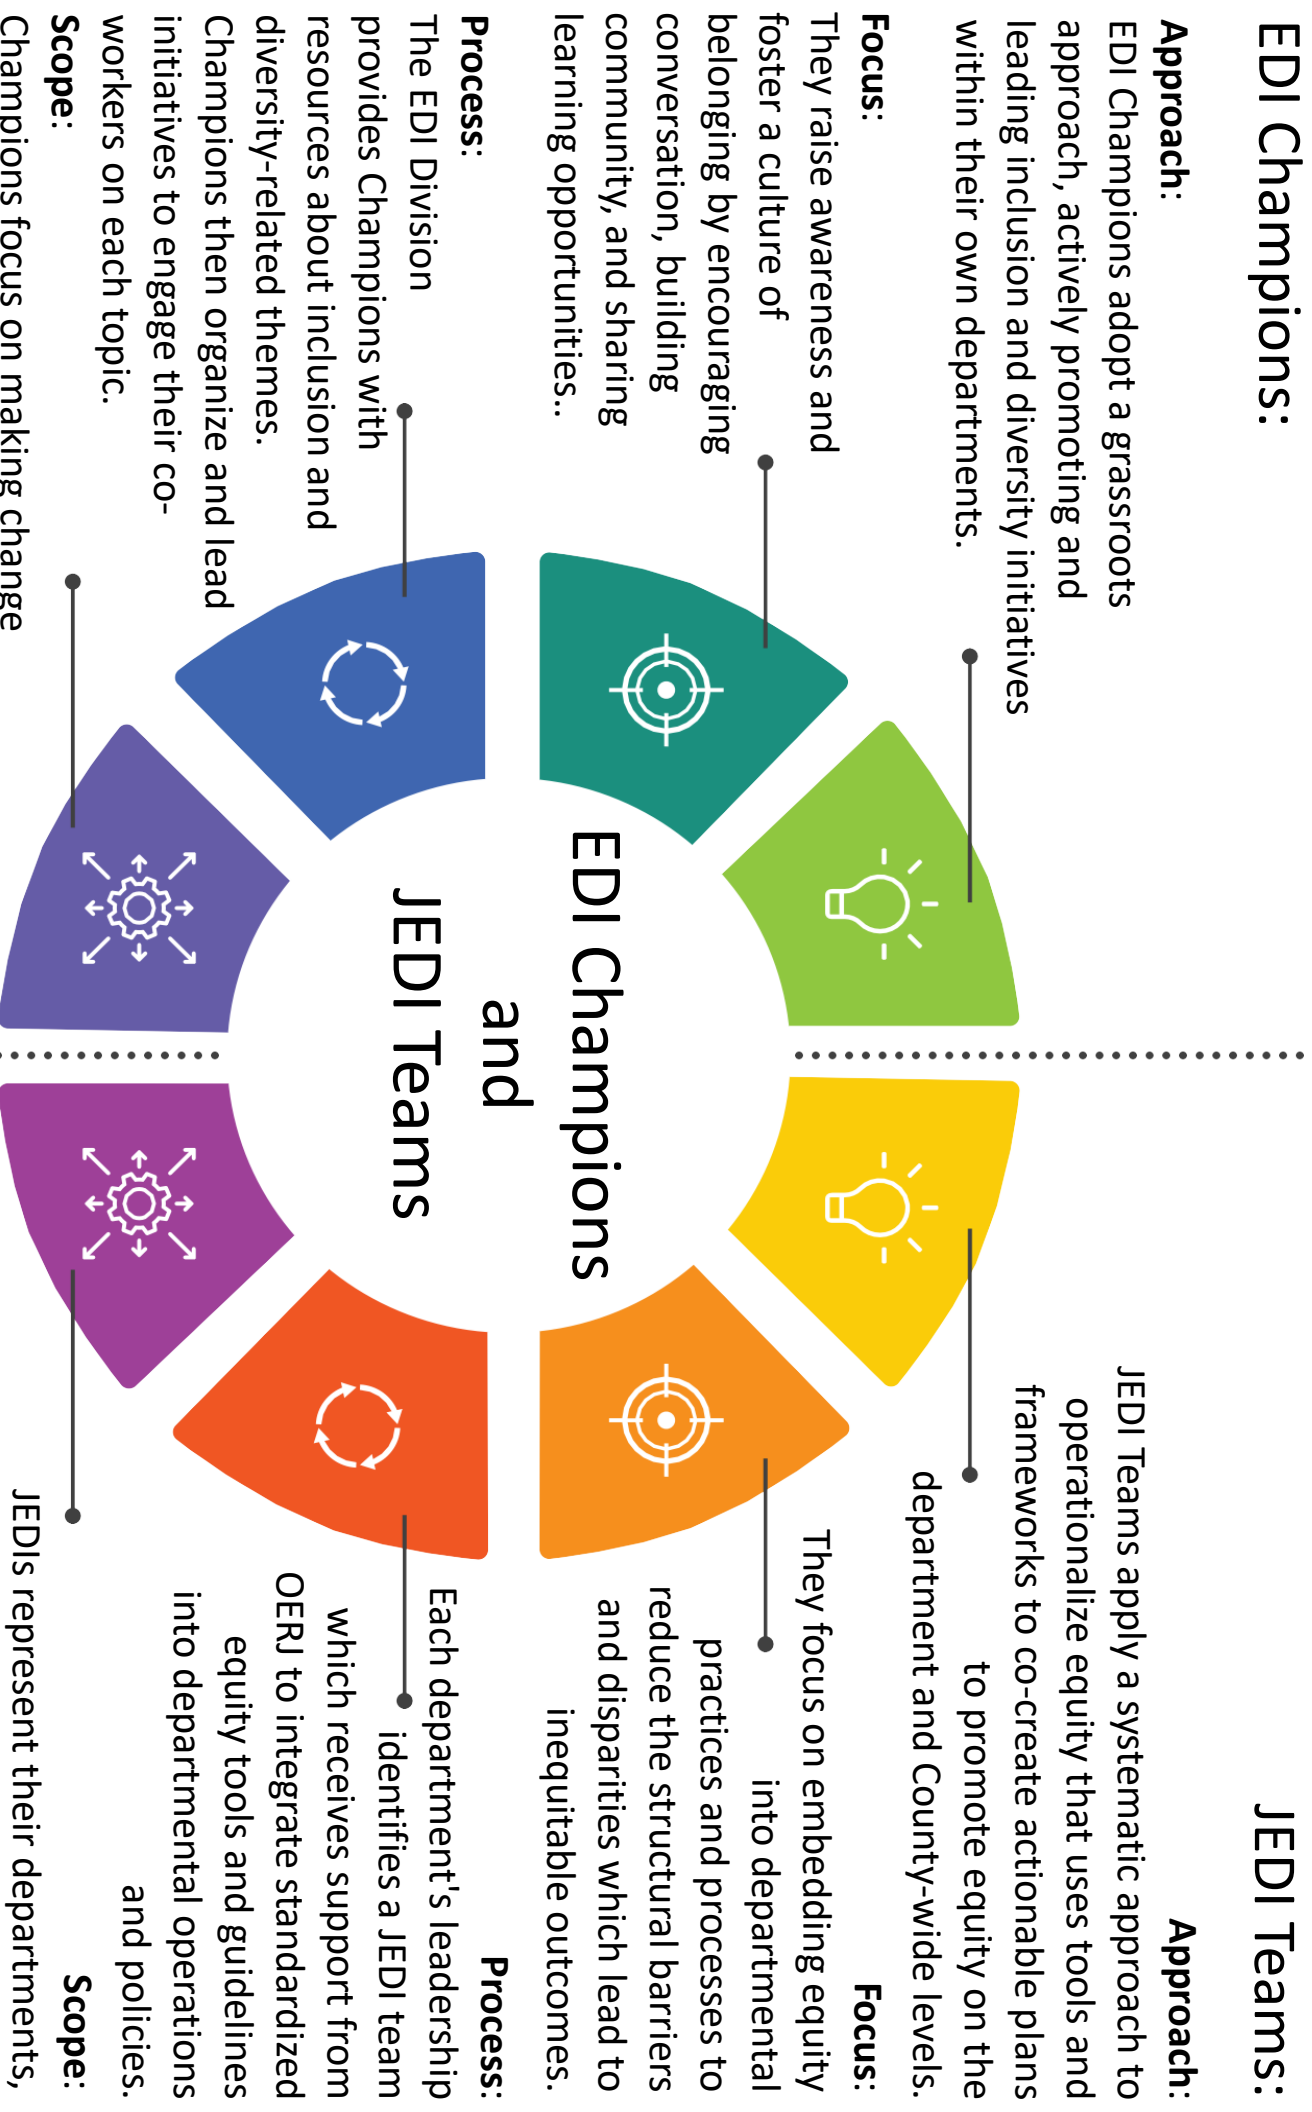 EDI Champions:
Approach:
EDI Champions adopt a grassroots
approach, actively promoting and
leading inclusion and diversity initiatives
within their own departments.
Focus:
They raise awareness and
foster a culture of
belonging by encouraging
conversation, building
community, and sharing
learning opportunities..
Process:
The EDI Division
provides Champions with
resources about inclusion and
diversity-related themes.
Champions then organize and lead
initiatives to engage their co-
workers on each topic.
Scope:
Champions focus on making change
EDI Champions
and
JEDI Teams
JEDI Teams:
Approach:
JEDI Teams apply a systematic approach to
operationalize equity that uses tools and
frameworks to co-create actionable plans
to promote equity on the
department and County-wide levels.
Focus:
They focus on embedding equity
into departmental
practices and processes to
reduce the structural barriers
and disparities which lead to
inequitable outcomes.
Process:
Each department's leadership
identifies a JEDI team
which receives support from
OERJ to integrate standardized
equity tools and guidelines
into departmental operations
and policies.
Scope:
JEDIs represent their departments,